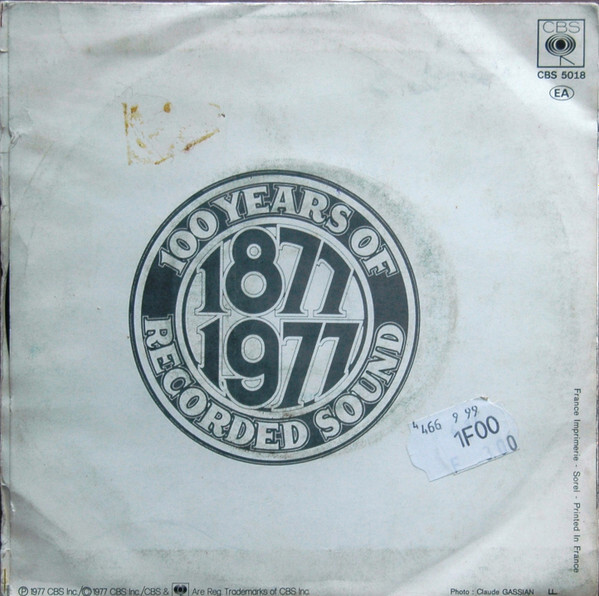 CBS
CBS 5018
EA
100 YEARS OF
1877
1977
RECORDED SOUND
4466 9 99
1F00
France Imprimerie - Sorel - Printed In France
Ⓟ 1977 CBS Inc./Ⓒ 1977 CBS Inc./CBS & Are Reg Trademarks of CBS Inc.
Photo : Claude GASSIAN
F